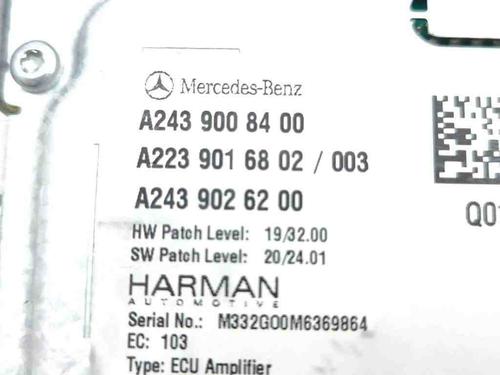 Mercedes-Benz
A243 900 84 00
A223 901 68 02 / 003
A243 902 62 00
HW Patch Level: 19/32.00
SW Patch Level: 20/24.01
HARMAN
AUTOMOTIVE
Serial No.: M332G00M6369864
EC: 103
Type: ECU Amplifier
Q01